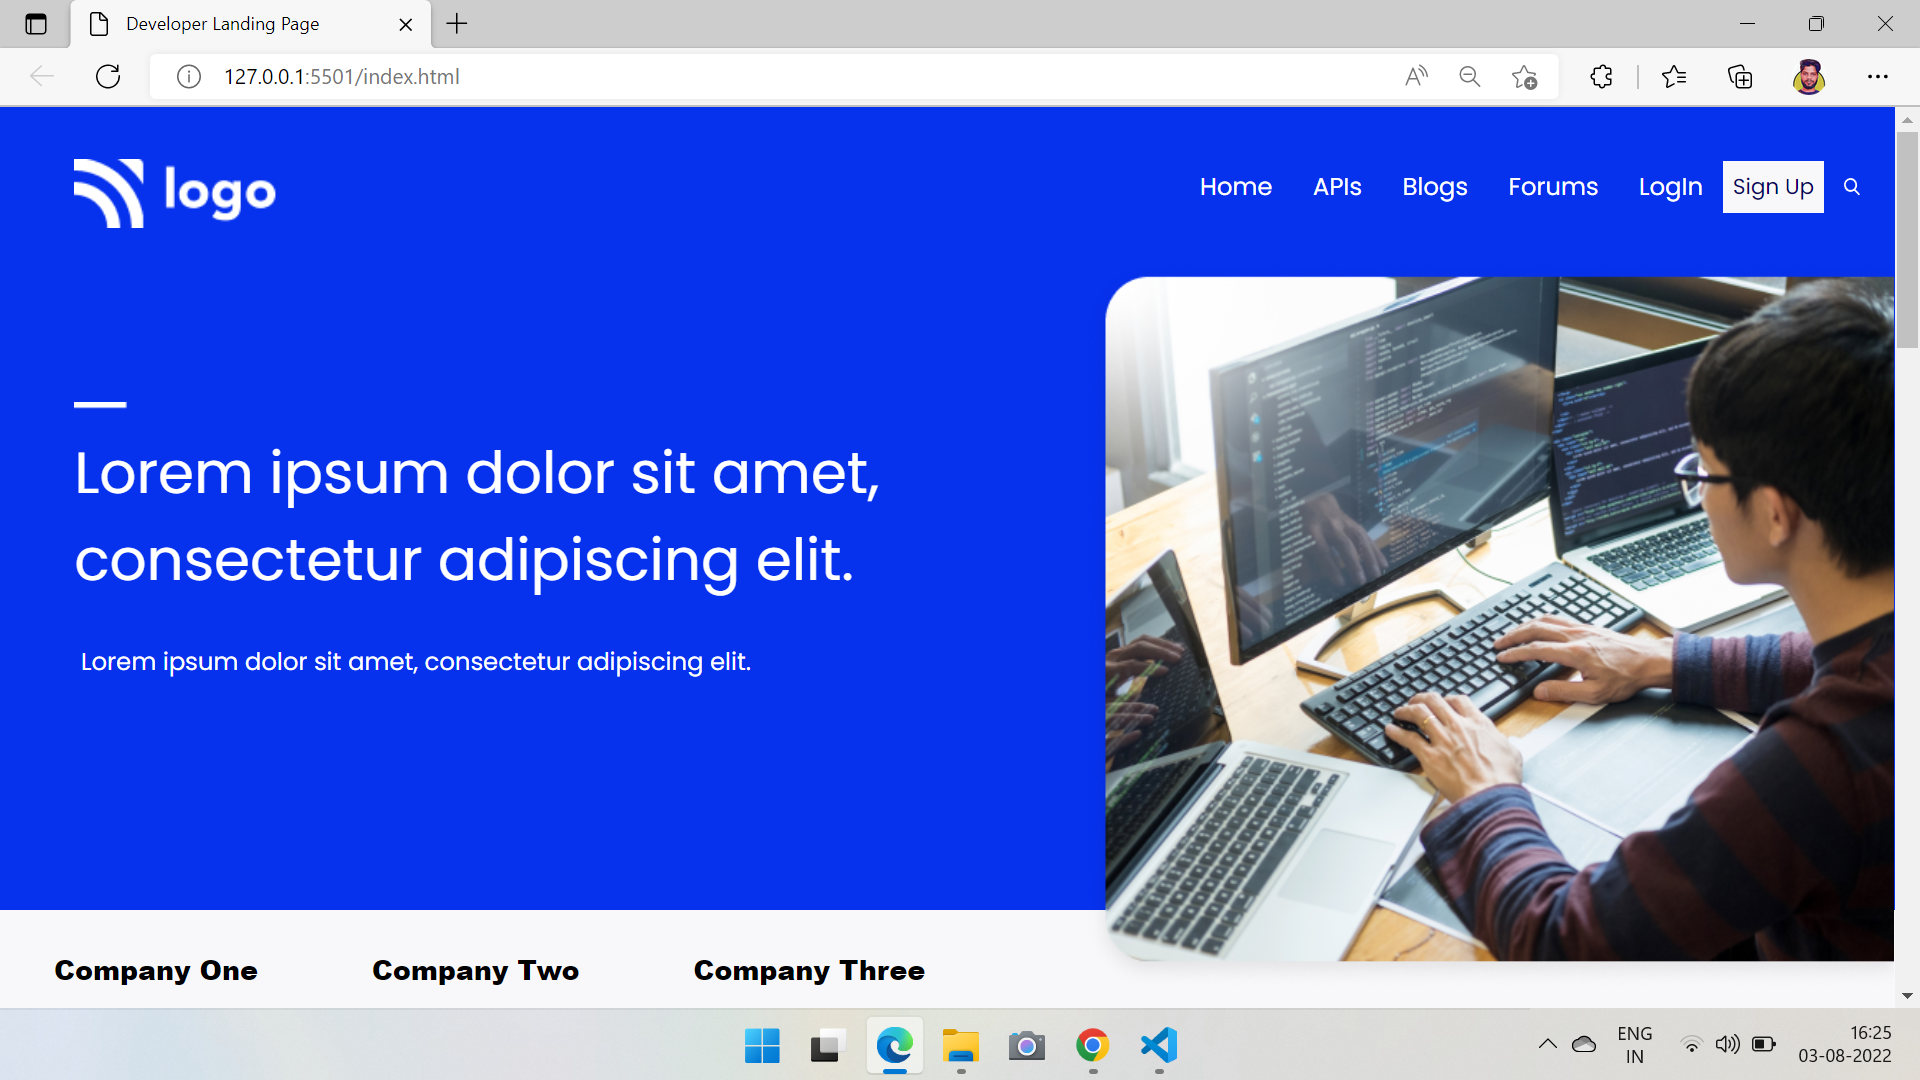 Developer Landing Page
127.0.0.1:5501/index.html
logo
Home APIs Blogs Forums LogIn Sign Up
Lorem ipsum dolor sit amet,
consectetur adipiscing elit.
Lorem ipsum dolor sit amet, consectetur adipiscing elit.
Company One Company Two Company Three
ENG
IN
16:25
03-08-2022